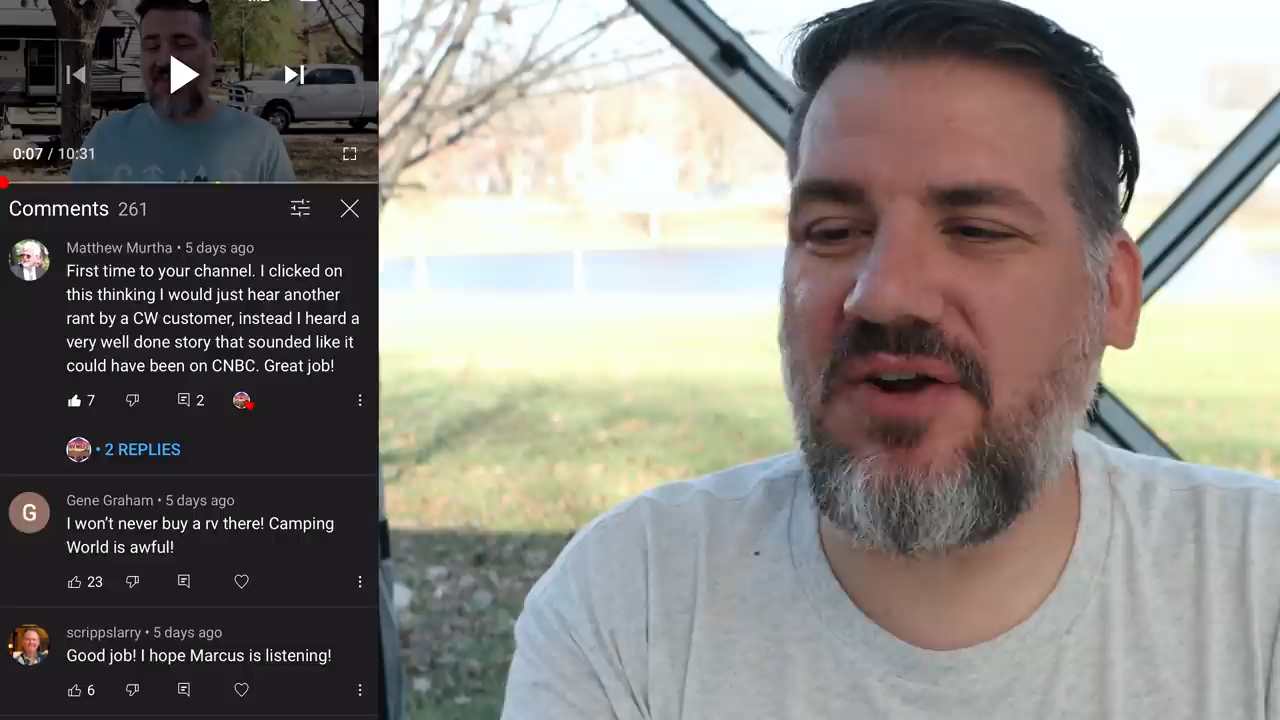 0:07 / 10:31
Comments 261
Matthew Murtha • 5 days ago
First time to your channel. I clicked on
this thinking I would just hear another
rant by a CW customer, instead I heard a
very well done story that sounded like it
could have been on CNBC. Great job!
7
2
• 2 REPLIES
G
Gene Graham • 5 days ago
I won't never buy a rv there! Camping
World is awful!
23
scrippslarry • 5 days ago
Good job! I hope Marcus is listening!
6